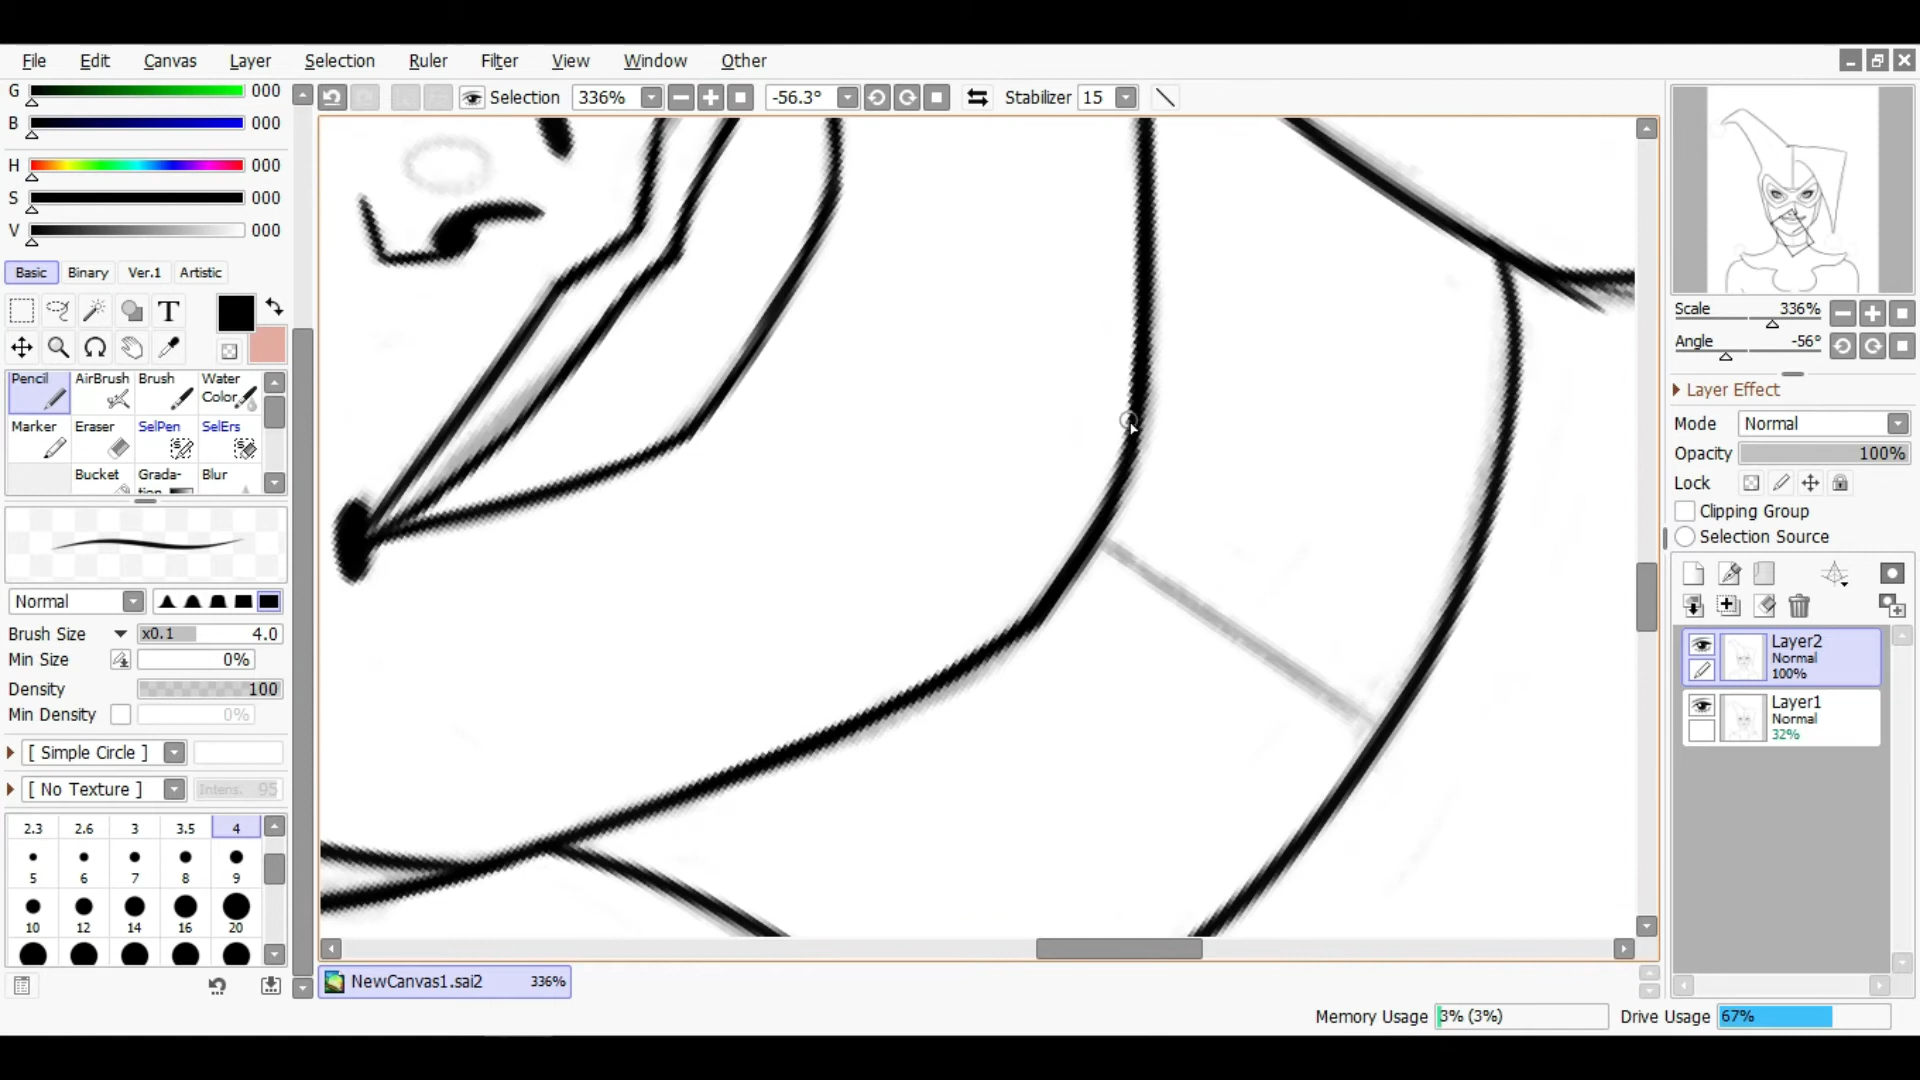 File Edit Canvas Layer Selection Ruler Filter View Window Other
G 000
B 000
H 000
S 000
V 000
Selection 336% -56.3° Stabilizer 15
Basic Binary Ver.1 Artistic
T
Pencil AirBrush Brush Water Color
Marker Eraser SelPen SelErs
Bucket Grada-tion Blur
Normal
Brush Size x0.1 4.0
Min Size 0%
Density 100
Min Density 0%
[ Simple Circle ]
[ No Texture ] Intens. 95
2.3 2.6 3 3.5 4
5 6 7 8 9
10 12 14 16 20
NewCanvas1.sai2 336%
Scale 336%
Angle -56°
Layer Effect
Mode Normal
Opacity 100%
Lock
Clipping Group
Selection Source
Layer2
Normal
100%
Layer1
Normal
32%
Memory Usage 3% (3%) Drive Usage 67%